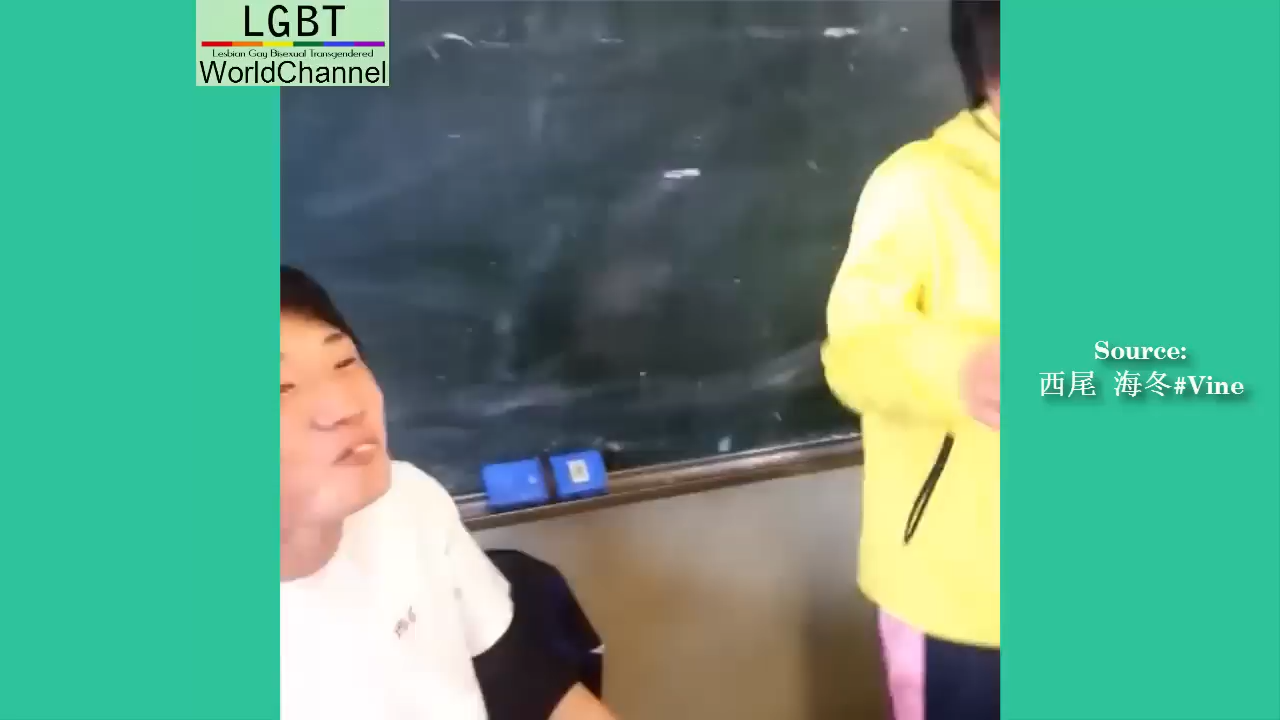 LGBT
Lesbian Gay Bisexual Transgendered
WorldChannel
Source:
西尾 海冬#Vine